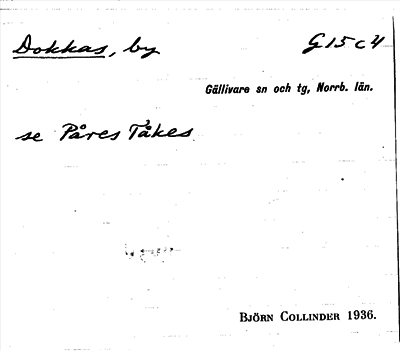 Dokkas, by G15c4
Gällivare sn och tg, Norrb. län.
se Påres Tåkes
BJÖRN COLLINDER 1936.